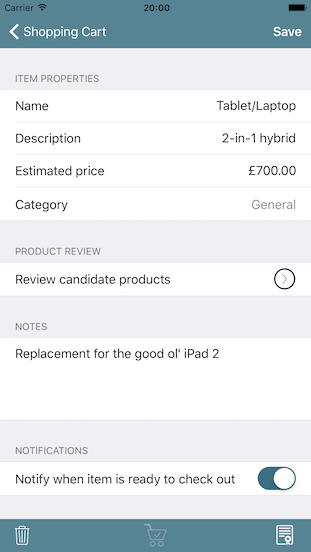 Carrier 20:00
Shopping Cart Save
ITEM PROPERTIES
Name Tablet/Laptop
Description 2-in-1 hybrid
Estimated price £700.00
Category General
PRODUCT REVIEW
Review candidate products
NOTES
Replacement for the good ol' iPad 2
NOTIFICATIONS
Notify when item is ready to check out